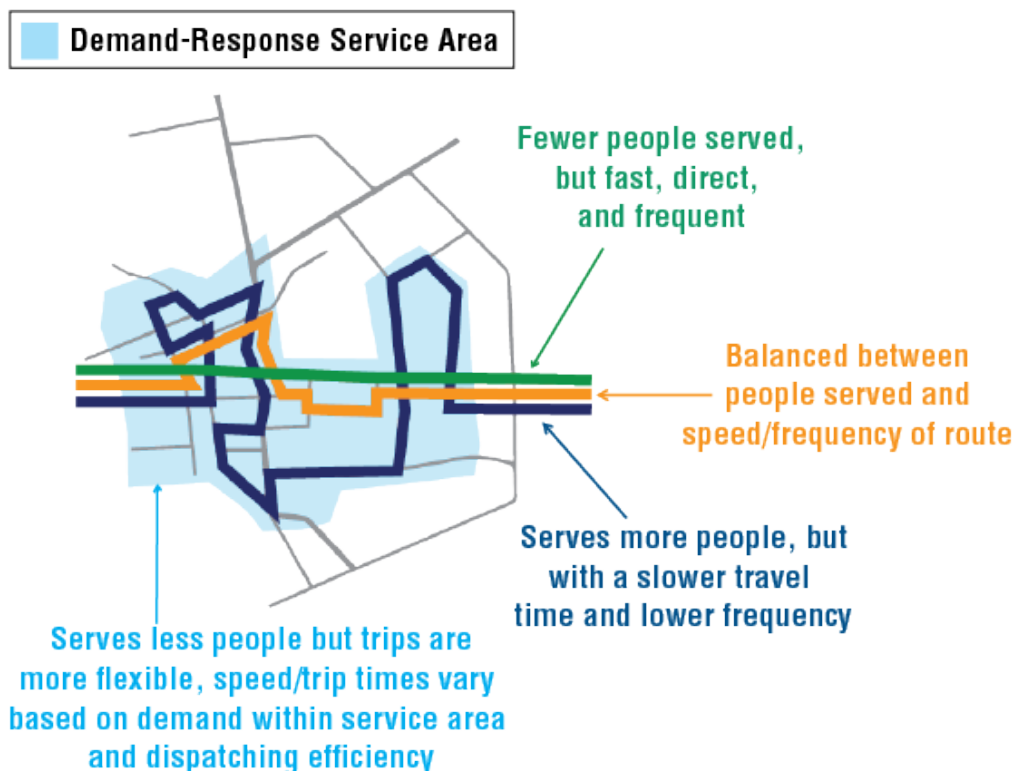 Demand-Response Service Area
Fewer people served,
but fast, direct,
and frequent
Balanced between
people served and
speed/frequency of route
Serves more people, but
with a slower travel
time and lower frequency
Serves less people but trips are
more flexible, speed/trip times vary
based on demand within service area
and dispatching efficiency